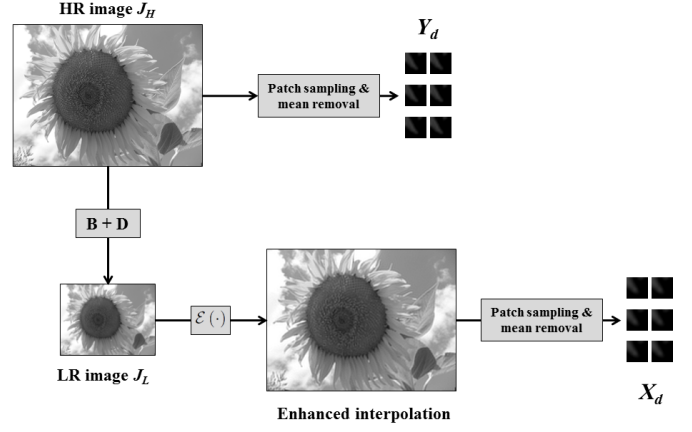 HR image J_H
Y_d
Patch sampling &
mean removal
B + D
ℰ (·)
Patch sampling &
mean removal
LR image J_L
Enhanced interpolation
X_d